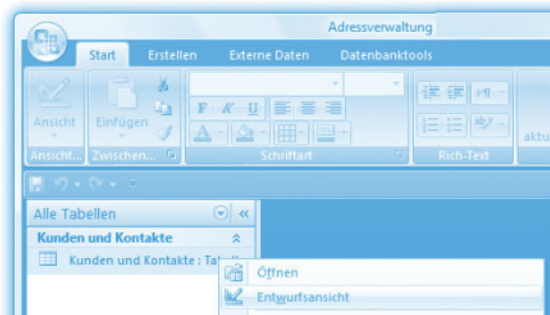 Adressverwaltung
Start Erstellen Externe Daten Datenbanktools
Ansicht Einfügen
F K U
A
aktu
Ansicht... Zwischen... Schriftart Rich-Text
Alle Tabellen
Kunden und Kontakte
Kunden und Kontakte : Ta
Öffnen
Entwurfsansicht